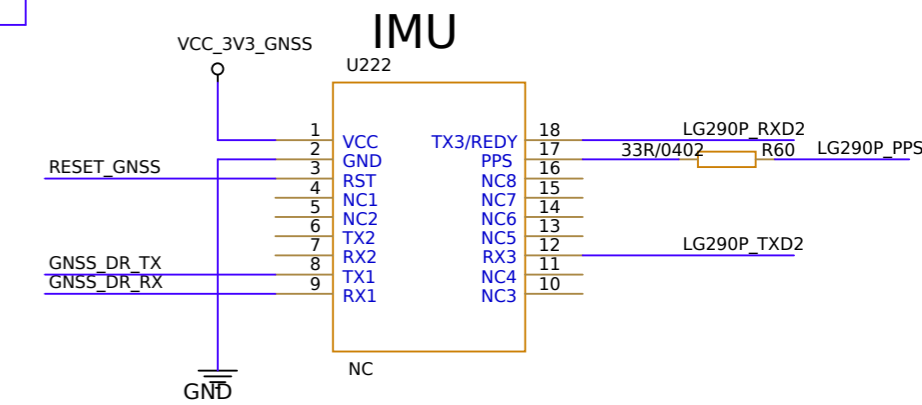 IMU
VCC_3V3_GNSS
U222
1 VCC TX3/REDY 18 LG290P_RXD2
2 GND PPS 17 33R/0402 R60 LG290P_PPS
RESET_GNSS 3 RST NC8 16
4 NC1 NC7 15
5 NC2 NC6 14
6 TX2 NC5 13
7 RX2 RX3 12 LG290P_TXD2
GNSS_DR_TX 8 TX1 NC4 11
GNSS_DR_RX 9 RX1 NC3 10
NC
GND